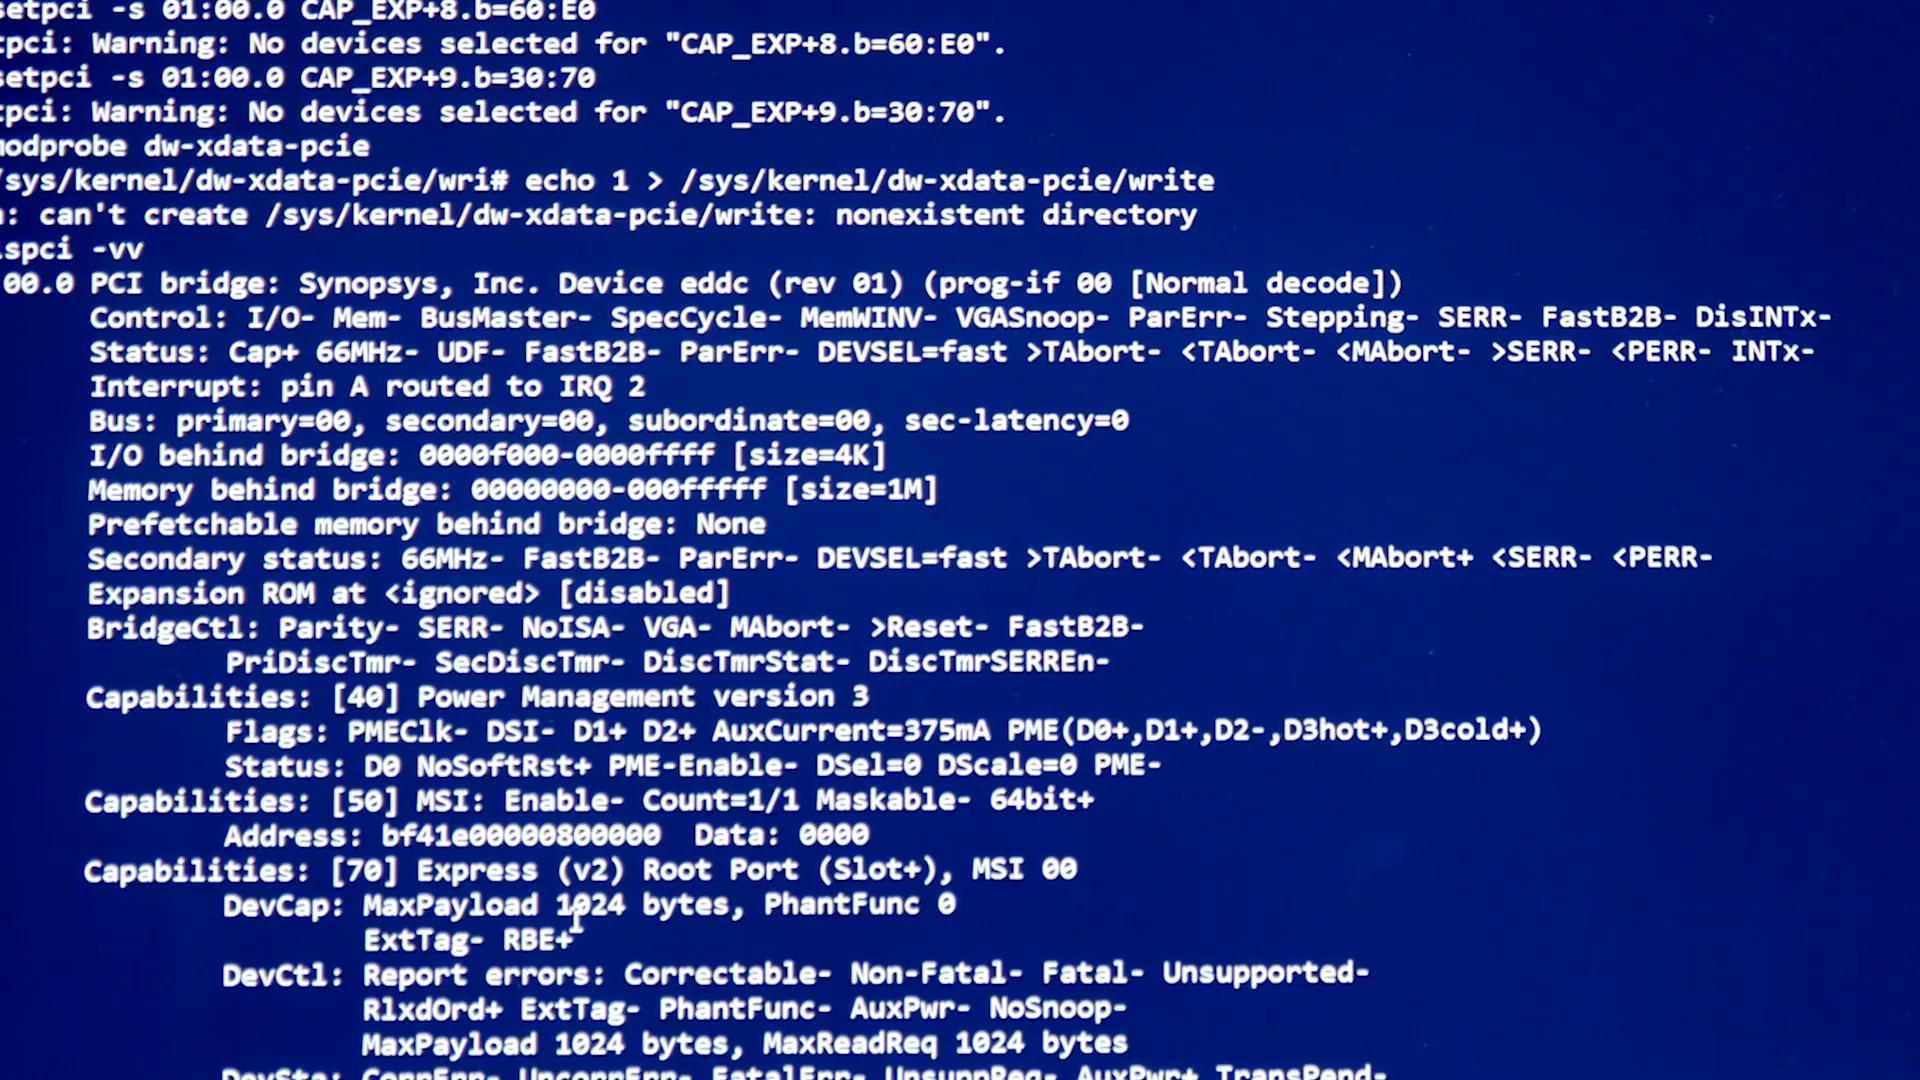 setpci -s 01:00.0 CAP_EXP+8.b=60:E0
pci: Warning: No devices selected for "CAP_EXP+8.b=60:E0".
setpci -s 01:00.0 CAP_EXP+9.b=30:70
pci: Warning: No devices selected for "CAP_EXP+9.b=30:70".
modprobe dw-xdata-pcie
/sys/kernel/dw-xdata-pcie/wri# echo 1 > /sys/kernel/dw-xdata-pcie/write
: can't create /sys/kernel/dw-xdata-pcie/write: nonexistent directory
lspci -vv
00.0 PCI bridge: Synopsys, Inc. Device eddc (rev 01) (prog-if 00 [Normal decode])
Control: I/O- Mem- BusMaster- SpecCycle- MemWINV- VGASnoop- ParErr- Stepping- SERR- FastB2B- DisINTx-
Status: Cap+ 66MHz- UDF- FastB2B- ParErr- DEVSEL=fast >TAbort- <TAbort- <MAbort- >SERR- <PERR- INTx-
Interrupt: pin A routed to IRQ 2
Bus: primary=00, secondary=00, subordinate=00, sec-latency=0
I/O behind bridge: 0000f000-0000ffff [size=4K]
Memory behind bridge: 00000000-000fffff [size=1M]
Prefetchable memory behind bridge: None
Secondary status: 66MHz- FastB2B- ParErr- DEVSEL=fast >TAbort- <TAbort- <MAbort+ <SERR- <PERR-
Expansion ROM at <ignored> [disabled]
BridgeCtl: Parity- SERR- NoISA- VGA- MAbort- >Reset- FastB2B-
PriDiscTmr- SecDiscTmr- DiscTmrStat- DiscTmrSERREn-
Capabilities: [40] Power Management version 3
Flags: PMEClk- DSI- D1+ D2+ AuxCurrent=375mA PME(D0+,D1+,D2-,D3hot+,D3cold+)
Status: D0 NoSoftRst+ PME-Enable- DSel=0 DScale=0 PME-
Capabilities: [50] MSI: Enable- Count=1/1 Maskable- 64bit+
Address: bf41e00000800000  Data: 0000
Capabilities: [70] Express (v2) Root Port (Slot+), MSI 00
DevCap: MaxPayload 1024 bytes, PhantFunc 0
ExtTag- RBE+
DevCtl: Report errors: Correctable- Non-Fatal- Fatal- Unsupported-
RlxdOrd+ ExtTag- PhantFunc- AuxPwr- NoSnoop-
MaxPayload 1024 bytes, MaxReadReq 1024 bytes
DevSta: CorrErr- UncorrErr- FatalErr- UnsuppReq- AuxPwr+ TransPend-